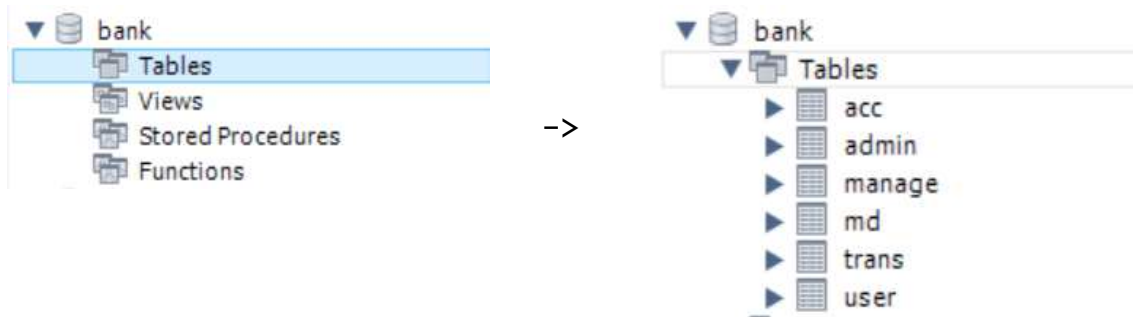 bank
Tables
Views
Stored Procedures
Functions
->
bank
Tables
acc
admin
manage
md
trans
user